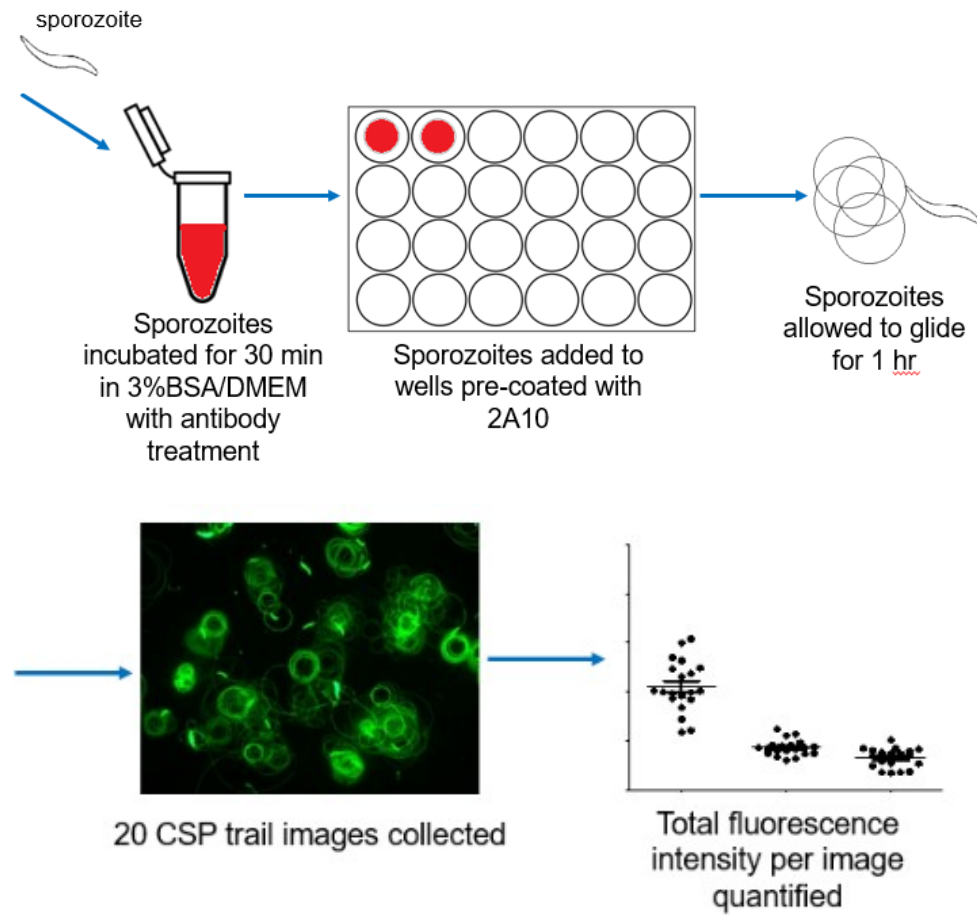 sporozoite
Sporozoites
incubated for 30 min
in 3%BSA/DMEM
with antibody
treatment
Sporozoites added to
wells pre-coated with
2A10
Sporozoites
allowed to glide
for 1 hr
20 CSP trail images collected
Total fluorescence
intensity per image
quantified